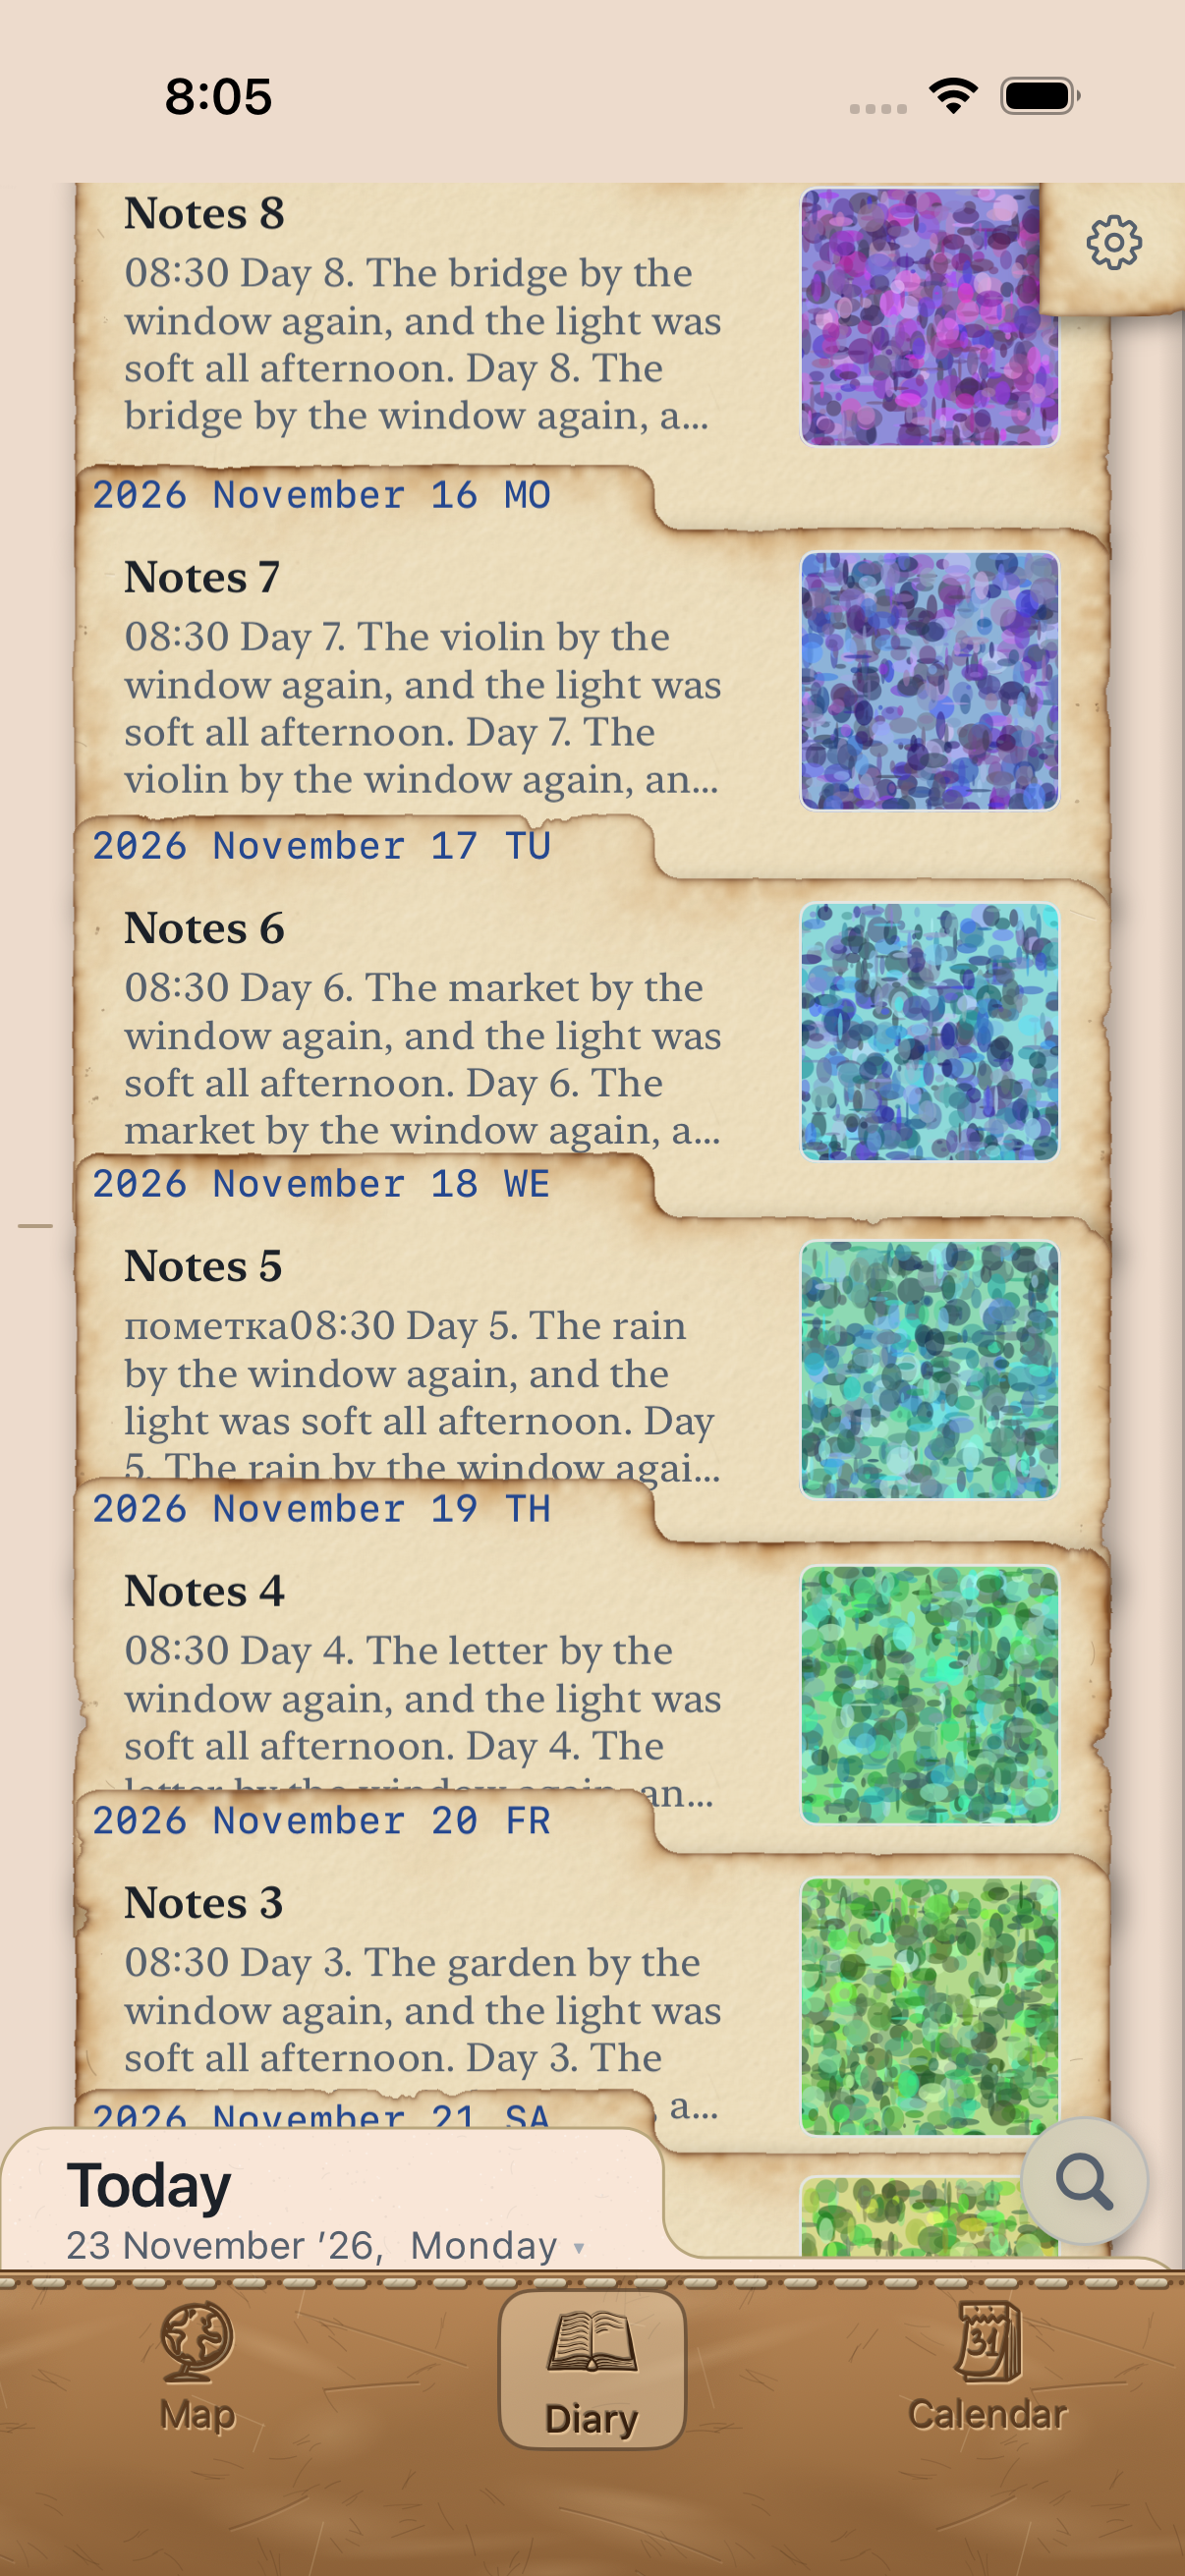 8:05
Notes 8
08:30 Day 8. The bridge by the
window again, and the light was
soft all afternoon. Day 8. The
bridge by the window again, a...
2026 November 16 MO
Notes 7
08:30 Day 7. The violin by the
window again, and the light was
soft all afternoon. Day 7. The
violin by the window again, an...
2026 November 17 TU
Notes 6
08:30 Day 6. The market by the
window again, and the light was
soft all afternoon. Day 6. The
market by the window again, a...
2026 November 18 WE
Notes 5
пометка08:30 Day 5. The rain
by the window again, and the
light was soft all afternoon. Day
5. The rain by the window agai...
2026 November 19 TH
Notes 4
08:30 Day 4. The letter by the
window again, and the light was
soft all afternoon. Day 4. The
letter by the window again, an...
2026 November 20 FR
Notes 3
08:30 Day 3. The garden by the
window again, and the light was
soft all afternoon. Day 3. The
a...
2026 November 21 SA
Today
23 November ’26, Monday
31
Map
Diary
Calendar